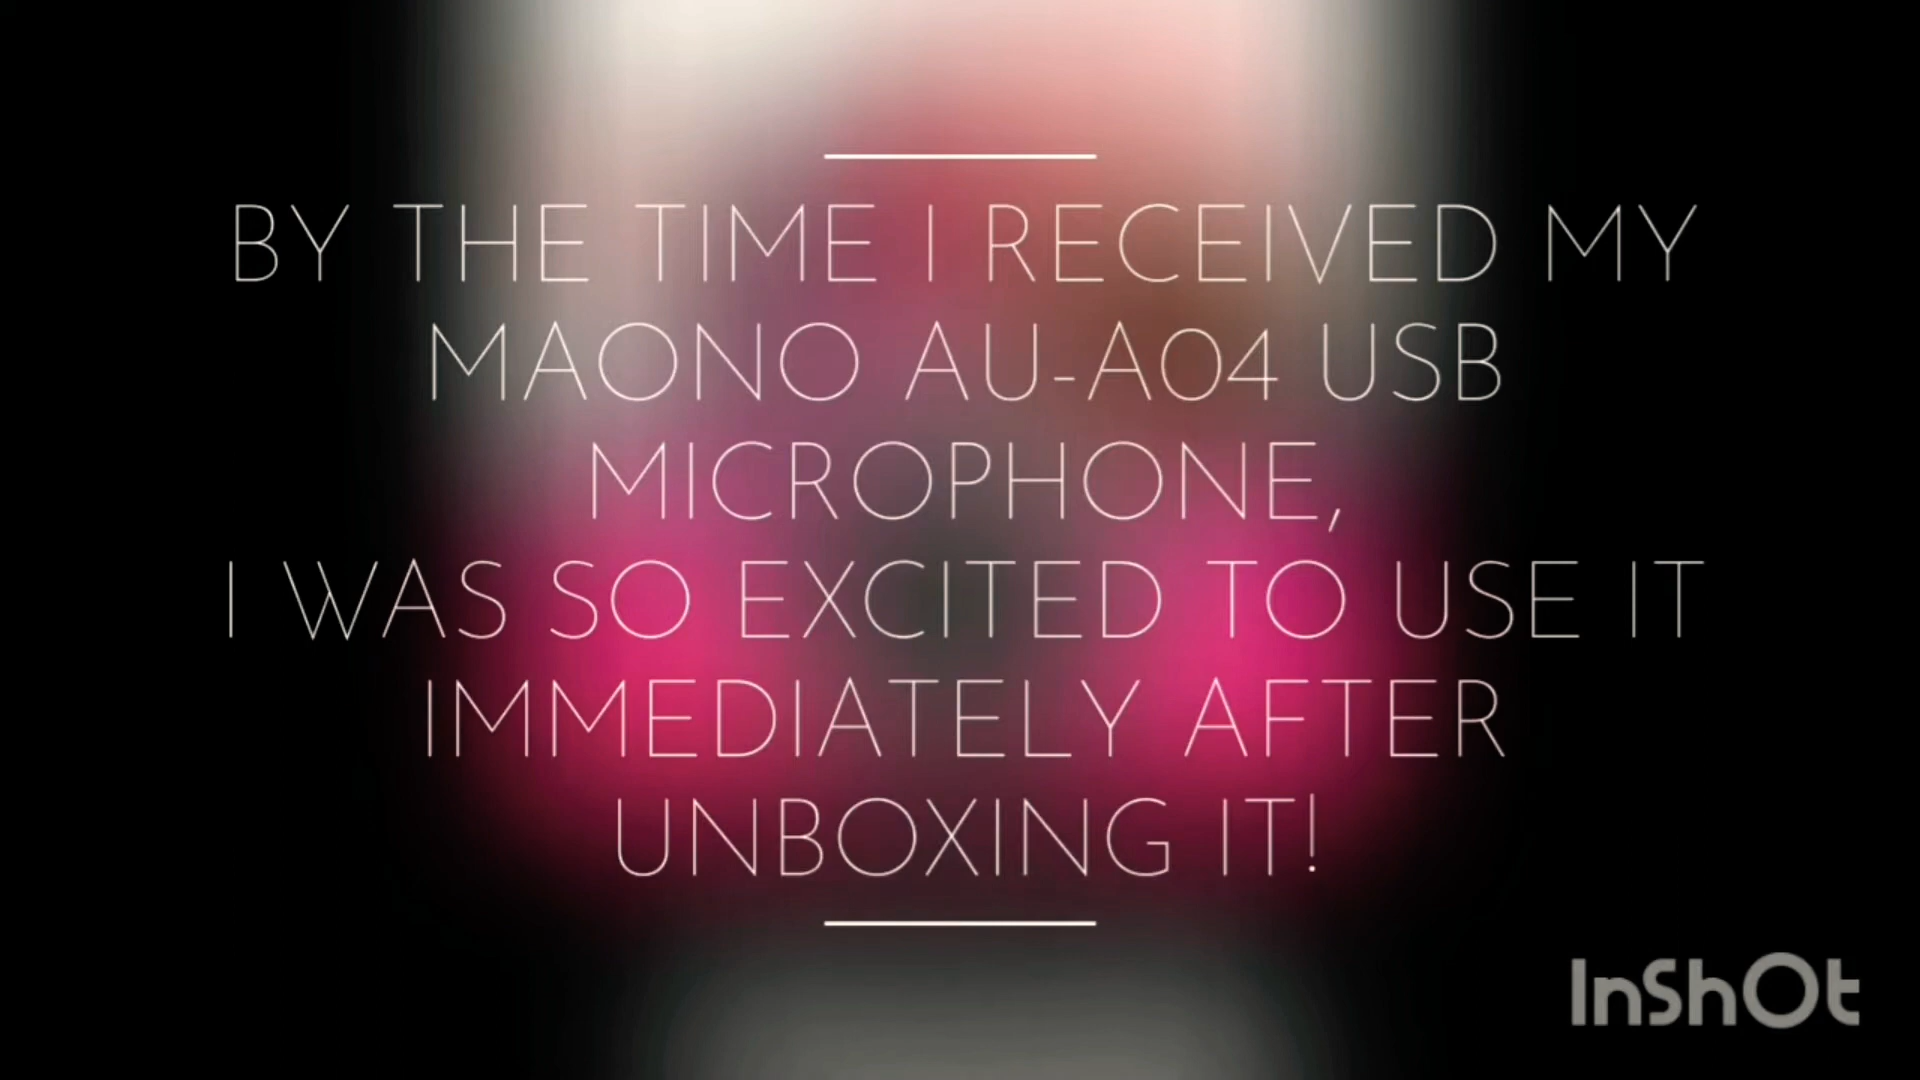 BY THE TIME I RECEIVED MY
MAONO AU-A04 USB
MICROPHONE,
I WAS SO EXCITED TO USE IT
IMMEDIATELY AFTER
UNBOXING IT!
InShOt